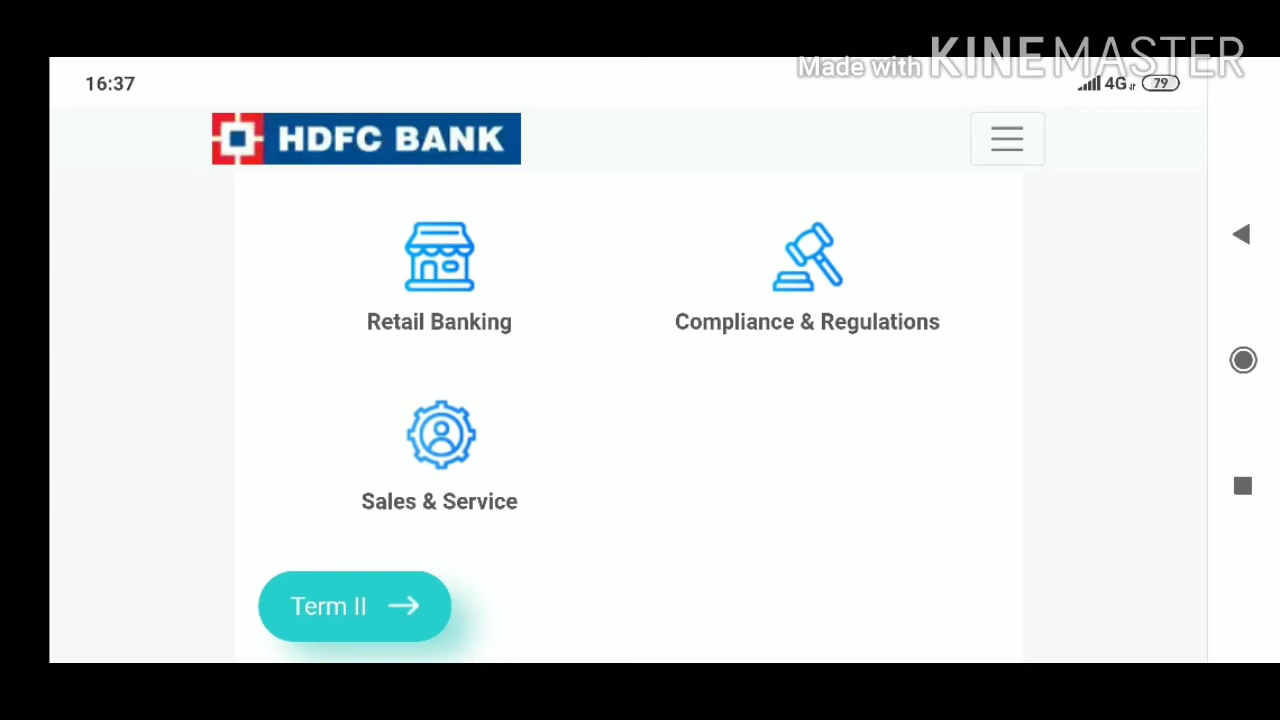 Made with KINEMASTER
16:37
4G 79
HDFC BANK
Retail Banking
Compliance & Regulations
Sales & Service
Term II